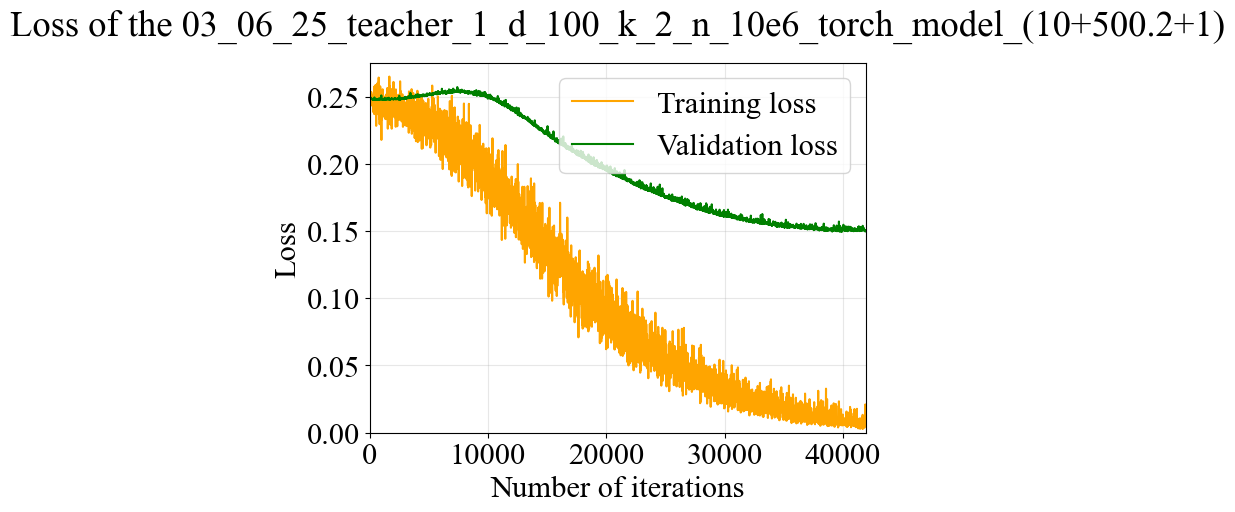 Loss of the 03_06_25_teacher_1_d_100_k_2_n_10e6_torch_model_(10+500.2+1)
0.25
0.20
0.15
0.10
0.05
0.00
Loss
Training loss
Validation loss
0 10000 20000 30000 40000
Number of iterations